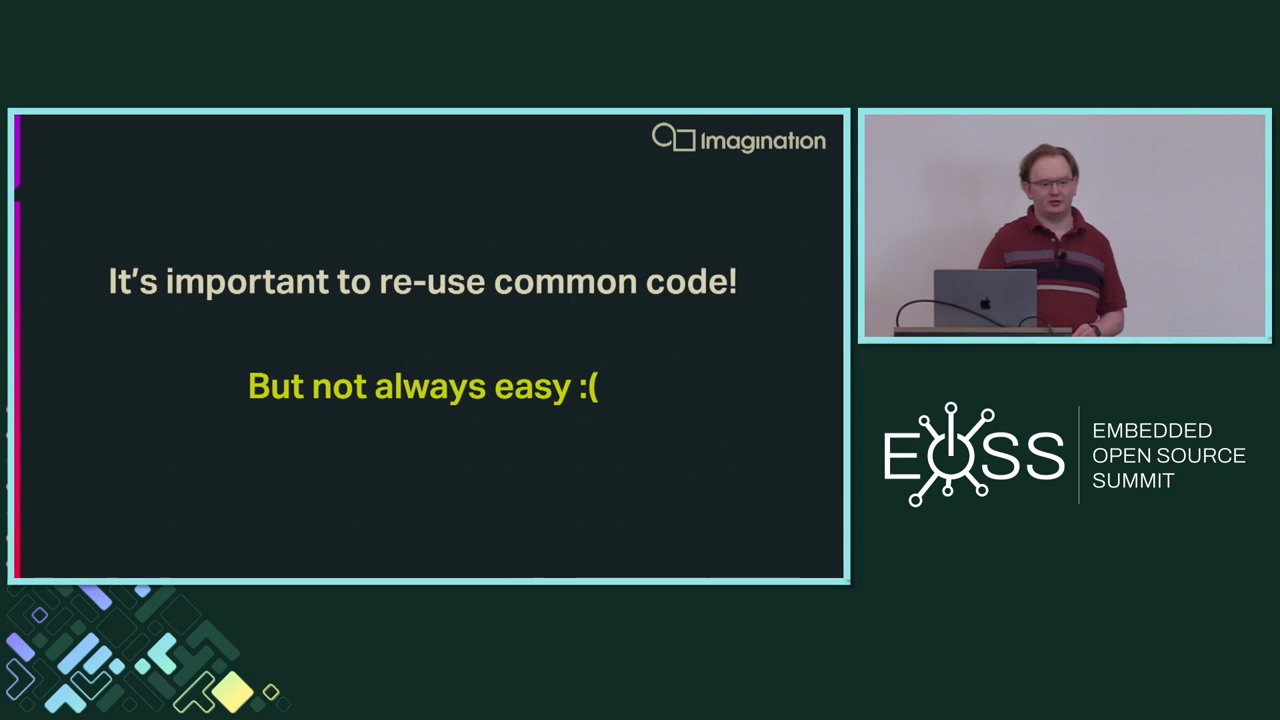 Imagination
It's important to re-use common code!
But not always easy :(
EOSS
EMBEDDED
OPEN SOURCE
SUMMIT